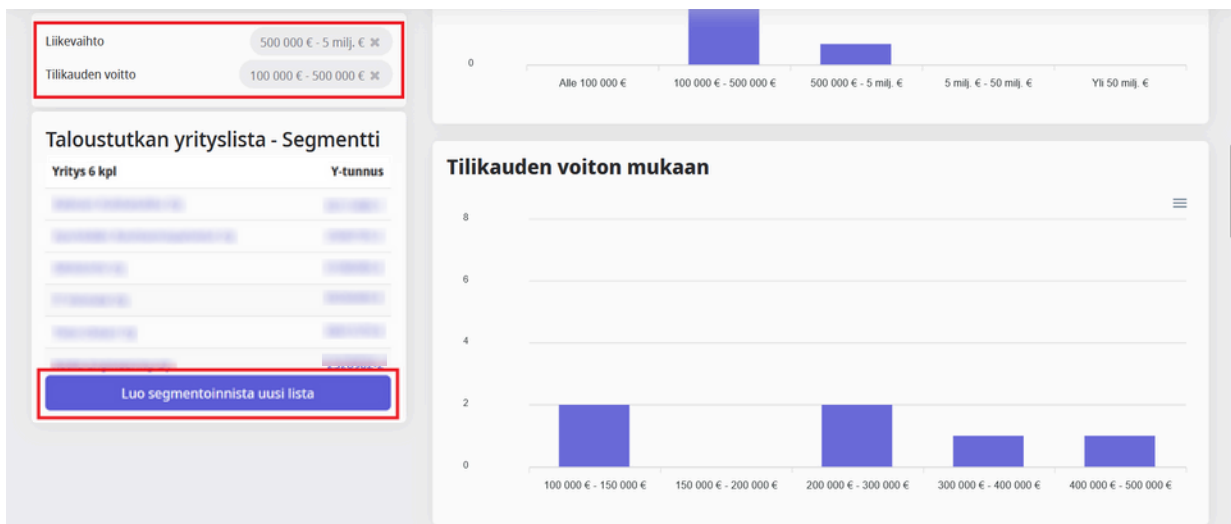 Liikevaihto 500 000 € - 5 milj. € ✖
Tilikauden voitto 100 000 € - 500 000 € ✖
Taloustutkan yrityslista - Segmentti
Yritys 6 kpl Y-tunnus
Luo segmentoinnista uusi lista
0
Alle 100 000 € 100 000 € - 500 000 € 500 000 € - 5 milj. € 5 milj. € - 50 milj. € Yli 50 milj. €
Tilikauden voiton mukaan
8
6
4
2
0
100 000 € - 150 000 € 150 000 € - 200 000 € 200 000 € - 300 000 € 300 000 € - 400 000 € 400 000 € - 500 000 €